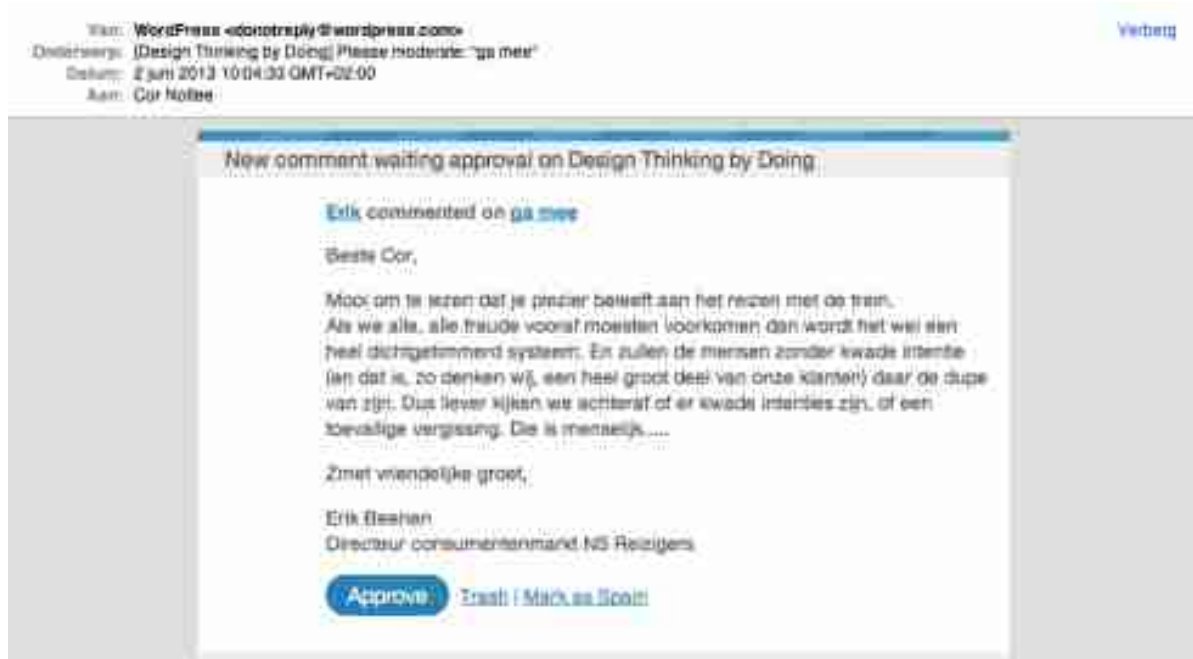 Van: WordPress <donotreply@wordpress.com>
Verberg
Onderwerp: [Design Thinking by Doing] Please moderate: "ga mee"
Datum: 2 juni 2013 10:04:33 GMT+02:00
Aan: Cor Noltee
New comment waiting approval on Design Thinking by Doing
Erik commented on ga mee
Beste Cor,
Mooi om te lezen dat je plezier beleeft aan het reizen met de trein.
Als we alle, alle fraude vooraf moesten voorkomen dan wordt het wel een
heel dichtgetimmerd systeem. En zullen de mensen zonder kwade intentie
(en dat is, zo denken wij, een heel groot deel van onze klanten) daar de dupe
van zijn. Dus liever kijken we achteraf of er kwade intenties zijn, of een
toevallige vergissing. Die is menselijk.....
Zmet vriendelijke groet,
Erik
Directeur consumentenmarkt NS Reizigers
Approve Trash | Mark as Spam